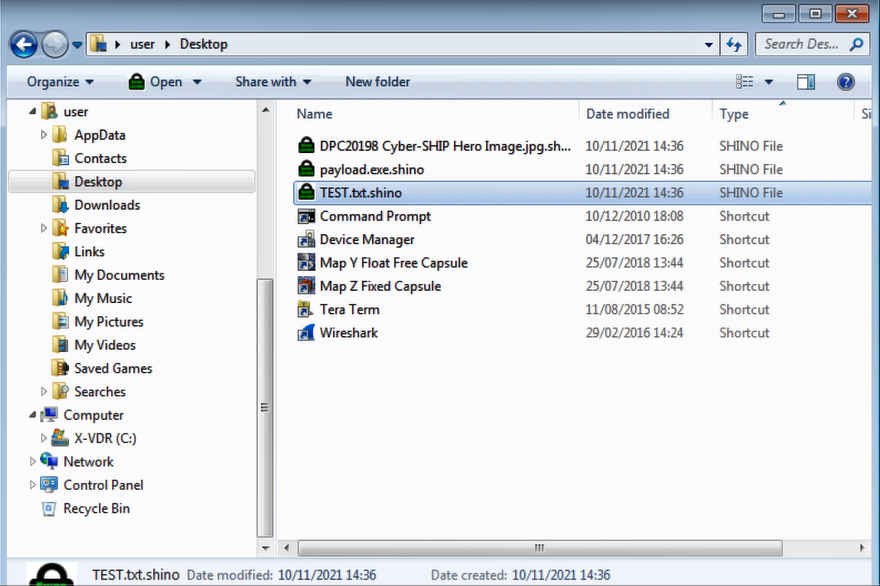 user Desktop Search Des...
Organize Open Share with New folder
user
AppData
Contacts
Desktop
Downloads
Favorites
Links
My Documents
My Music
My Pictures
My Videos
Saved Games
Searches
Computer
X-VDR (C:)
Network
Control Panel
Recycle Bin
Name Date modified Type Si
DPC20198 Cyber-SHIP Hero Image.jpg.sh... 10/11/2021 14:36 SHINO File
payload.exe.shino 10/11/2021 14:36 SHINO File
TEST.txt.shino 10/11/2021 14:36 SHINO File
Command Prompt 10/12/2010 18:08 Shortcut
Device Manager 04/12/2017 16:26 Shortcut
Map Y Float Free Capsule 25/07/2018 13:44 Shortcut
Map Z Fixed Capsule 25/07/2018 13:44 Shortcut
Tera Term 11/08/2015 08:52 Shortcut
Wireshark 29/02/2016 14:24 Shortcut
TEST.txt.shino Date modified: 10/11/2021 14:36 Date created: 10/11/2021 14:36